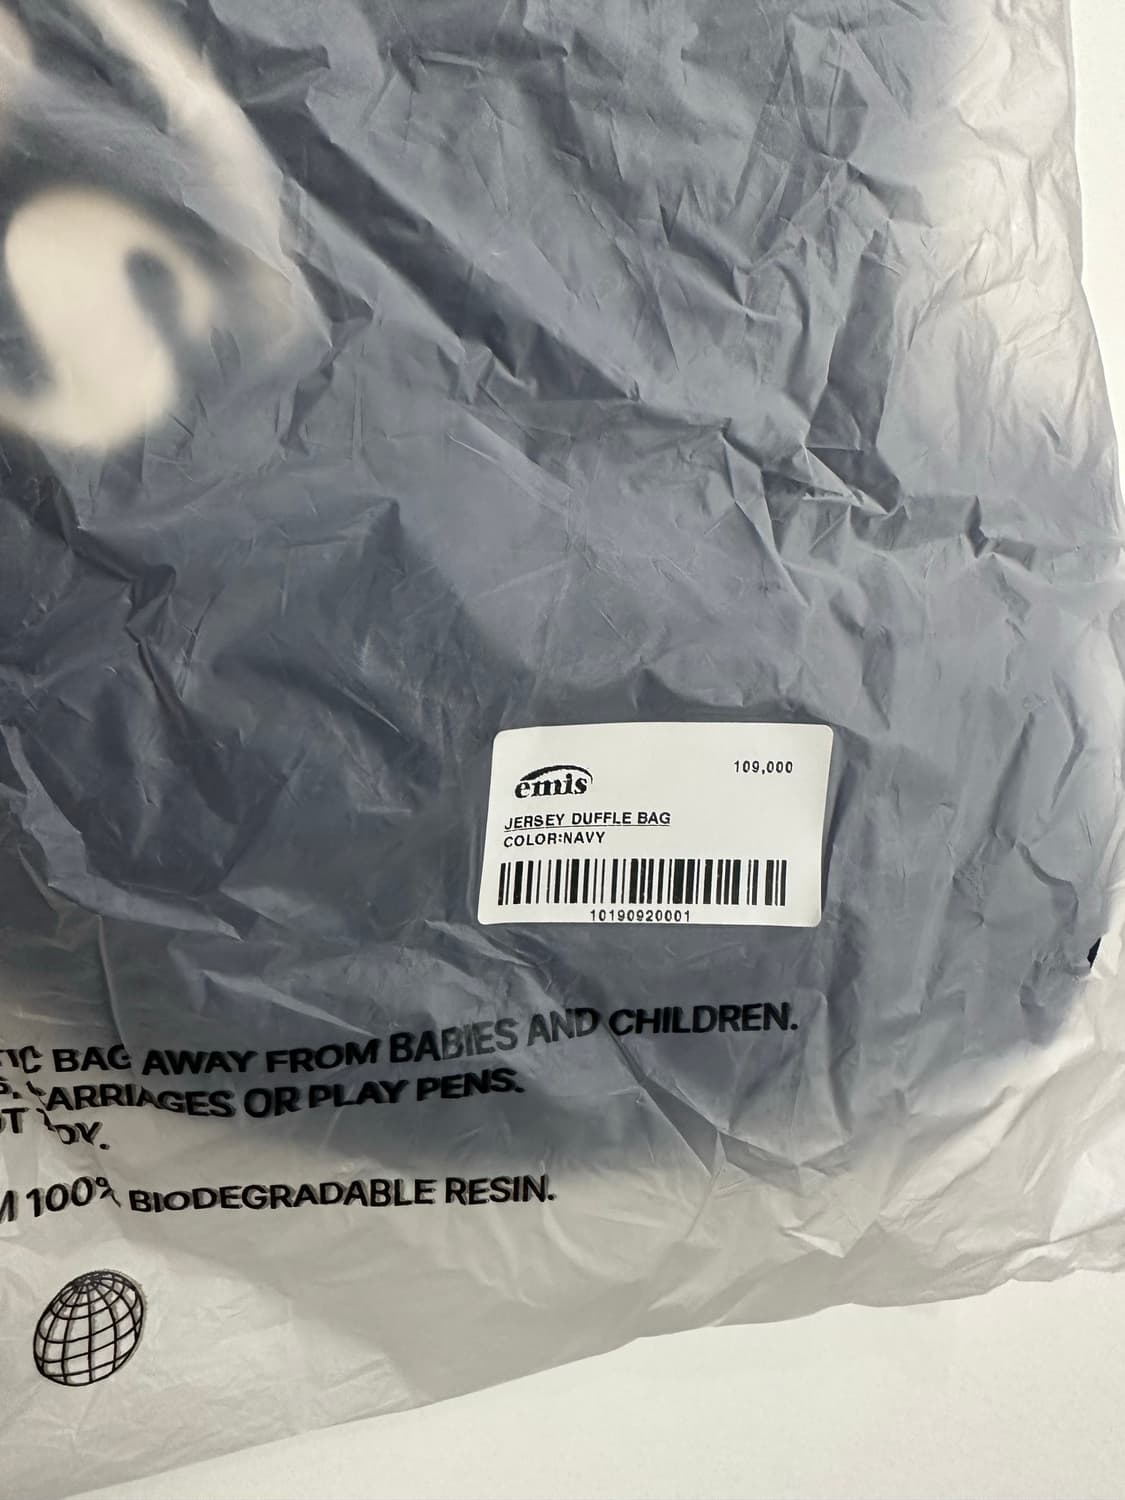 emis
109,000
JERSEY DUFFLE BAG
COLOR:NAVY
10190920001
BAG AWAY FROM BABIES AND CHILDREN.
CARRIAGES OR PLAY PENS.
100% BIODEGRADABLE RESIN.